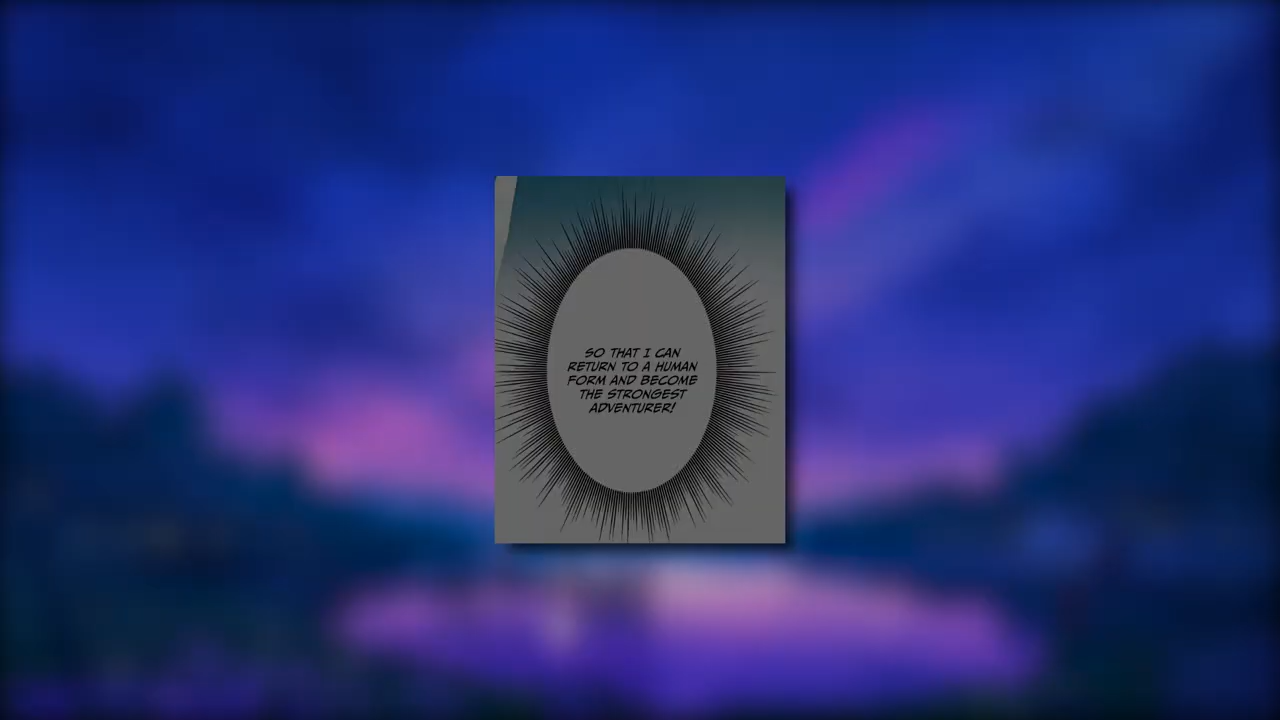 SO THAT I CAN
RETURN TO A HUMAN
FORM AND BECOME
THE STRONGEST
ADVENTURER!